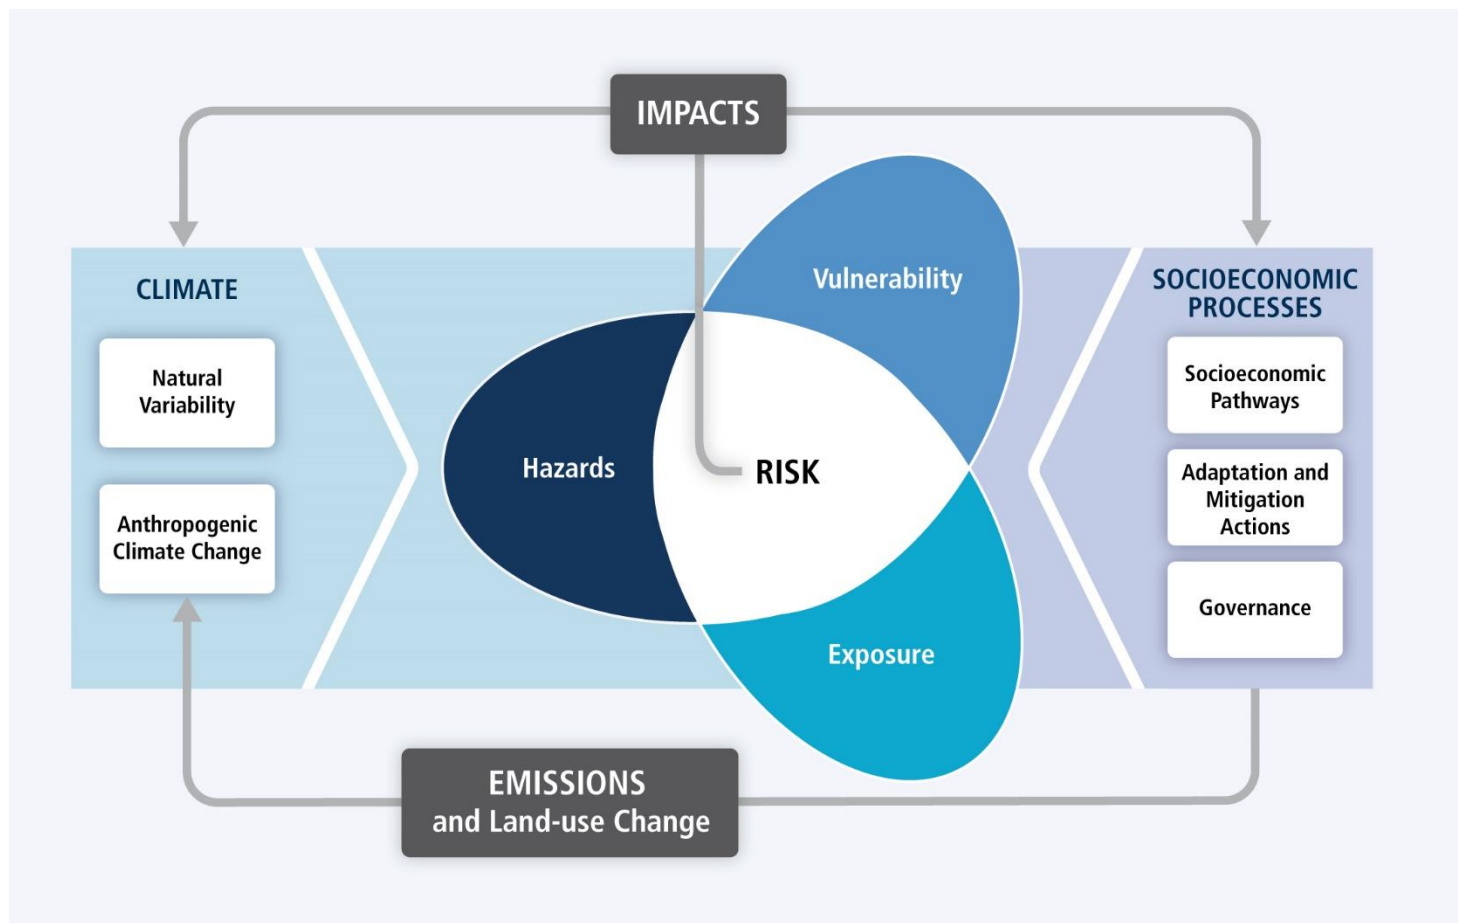 IMPACTS
CLIMATE
Natural
Variability
Anthropogenic
Climate Change
Vulnerability
Hazards
RISK
Exposure
SOCIOECONOMIC
PROCESSES
Socioeconomic
Pathways
Adaptation and
Mitigation
Actions
Governance
EMISSIONS
and Land-use Change